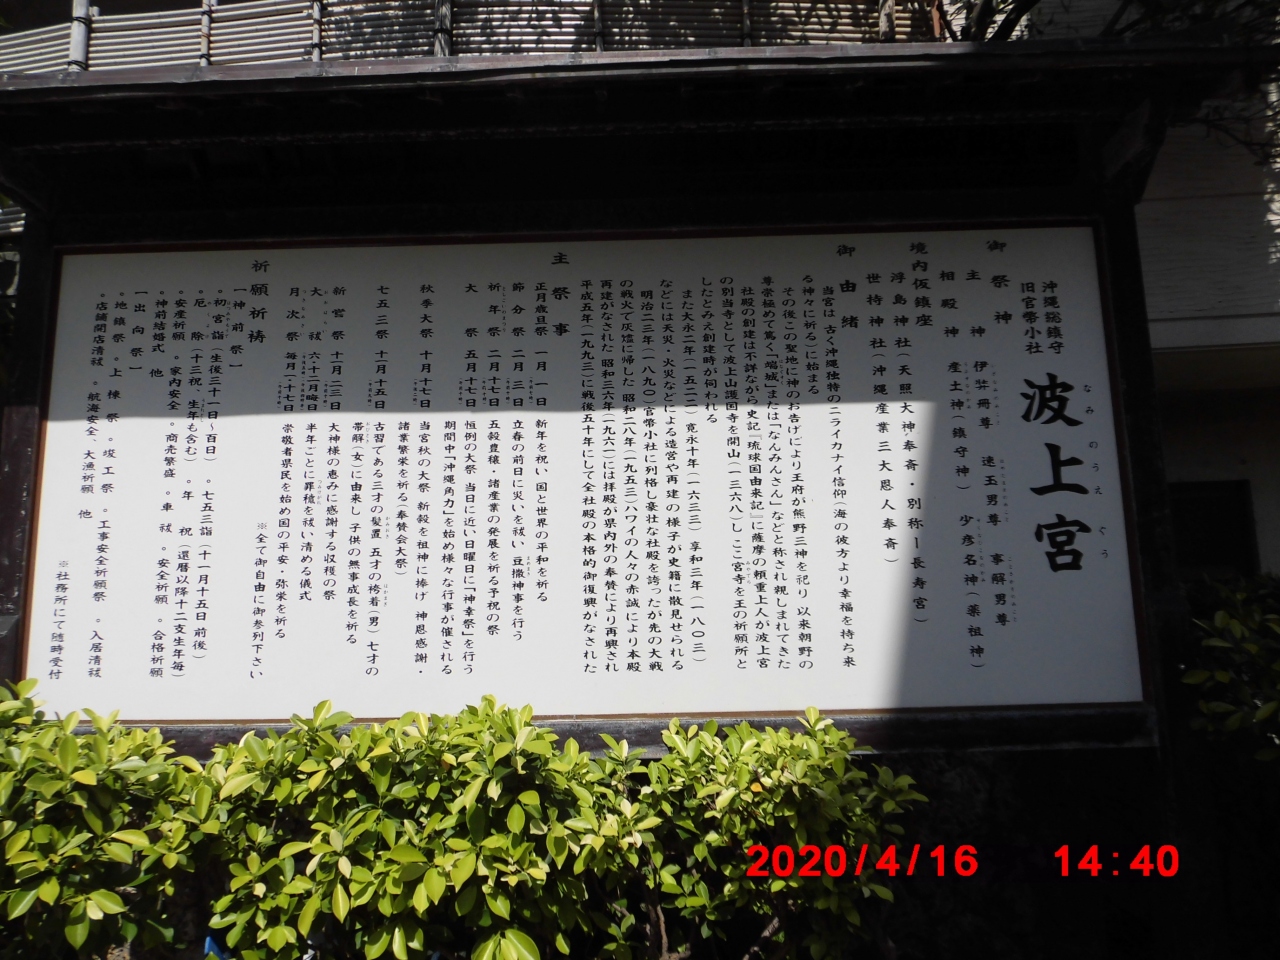 沖縄総鎮守
旧官幣小社
波上宮
なみのうえぐう
御祭神
主神 伊弉冊尊 速玉男尊 事解男尊
相殿神 産土神(鎮守神) 少彦名神(薬祖神)
境内仮鎮座
浮島神社(天照大神奉斎・別称ー長寿宮)
世持神社(沖縄産業三大恩人奉斎)
御由緒
当宮は古く沖縄独特のニライカナイ信仰(海の彼方より幸福を持ち来
る神々に祈る)に始まる
その後この聖地に神のお告げにより王府が熊野三神を祀り 以来朝野の
尊崇極めて篤く「端城」または「なんみんさん」などと称され親しまれてきた
社殿の創建は不詳ながら 史記『琉球国由来記』に薩摩の頼重上人が波上宮
の別当寺として波上山護国寺を開山(一三六八)し ここ宮寺を王の祈願所と
したとみえ創建時が伺われる
また大永二年(一五二二) 寛永十年(一六三三) 享和三年(一八〇三)
などには天災・火災などによる造営や再建の様子が史籍に散見せられる
明治二三年(一八九〇)官幣小社に列格し豪壮な社殿を誇ったが先の大戦
の戦火て灰燼に帰した 昭和二八年(一九五三)ハワイの人々の赤誠により本殿
再建がなされた 昭和三六年(一九六一)には拝殿が県内外の奉賛により再興され
平成五年(一九九三)に戦後五十年にして全社殿の本格的御復興がなされた
主祭事
正月歳旦祭 一月一日 新年を祝い 国と世界の平和を祈る
節分祭 二月三日 立春の前日に災いを祓い 豆撒神事を行う
祈年祭 二月十七日 五穀豊穣・諸産業の発展を祈る予祝の祭
大祭 五月十七日 恒例の大祭 当日に近い日曜日に「神幸祭」を行う
期間中「沖縄角力」を始め様々な行事が催される
秋季大祭 十月十七日 当宮秋の大祭 新穀を祖神に捧げ 神恩感謝・
諸業繁栄を祈る(奉賛会大祭)
七五三祭 十一月十五日 古習である三才の髪置 五才の袴着(男) 七才の
帯解(女)に由来し 子供の無事成長を祈る
新嘗祭 十一月二三日 大神様の恵みに感謝する収穫の祭
大祓 六・十二月晦日 半年ごとに罪穢を祓い清める儀式
月次祭 毎月一・十七日 崇敬者県民を始め国の平安・弥栄を祈る
※全て御自由に御参列下さい
祈願祈祷
【神前祭】
○初宮詣(生後三十一日〜百日) ○七五三詣(十一月十五日前後)
○厄除(十三祝、生年も含む) ○年祝(還暦以降十二支生年毎)
○安産祈願 ○家内安全 ○商売繁盛 ○車祓 ○安全祈願 ○合格祈願
○神前結婚式 他
【出向祭】
○地鎮祭 ○上棟祭 ○竣工祭 ○工事安全祈願祭 ○入居清祓
○店舗開店清祓 ○航海安全、大漁祈願 他
※社務所にて随時受付
2020/4/16 14:40